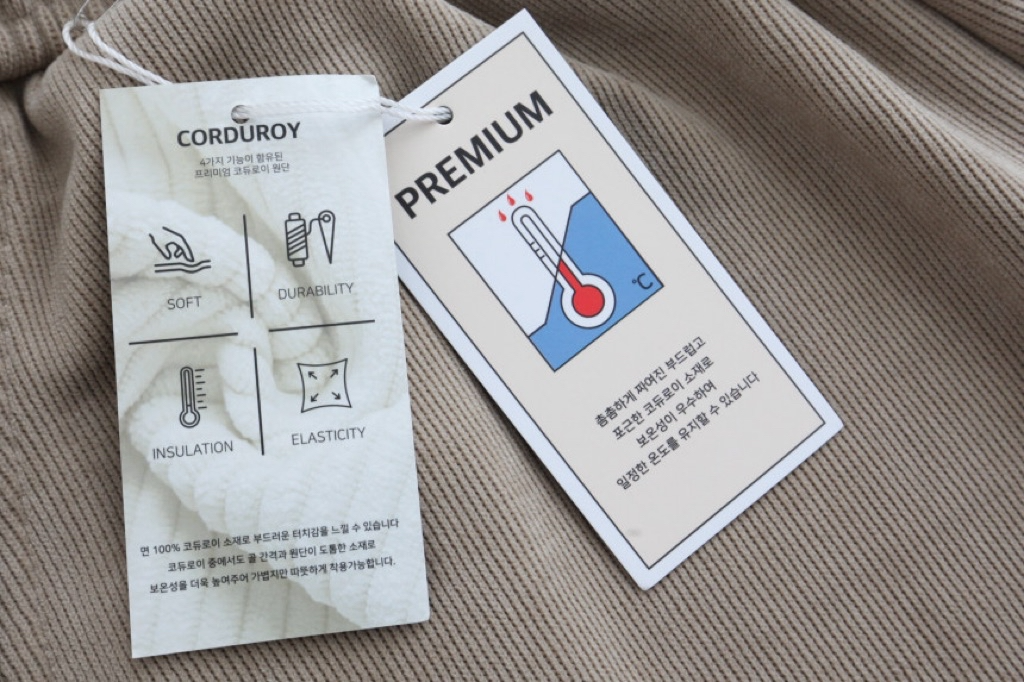 CORDUROY
4가지 기능이 함유된
프리미엄 코듀로이 원단
SOFT
DURABILITY
INSULATION
ELASTICITY
면 100% 코듀로이 소재로 부드러운 터치감을 느낄 수 있습니다
코듀로이 중에서도 골 간격과 원단이 도톰한 소재로
보온성을 더욱 높여주어 가볍지만 따뜻하게 착용가능합니다.
PREMIUM
℃
촘촘하게 짜여진 부드럽고
포근한 코듀로이 소재로
보온성이 우수하여
일정한 온도를 유지할 수 있습니다